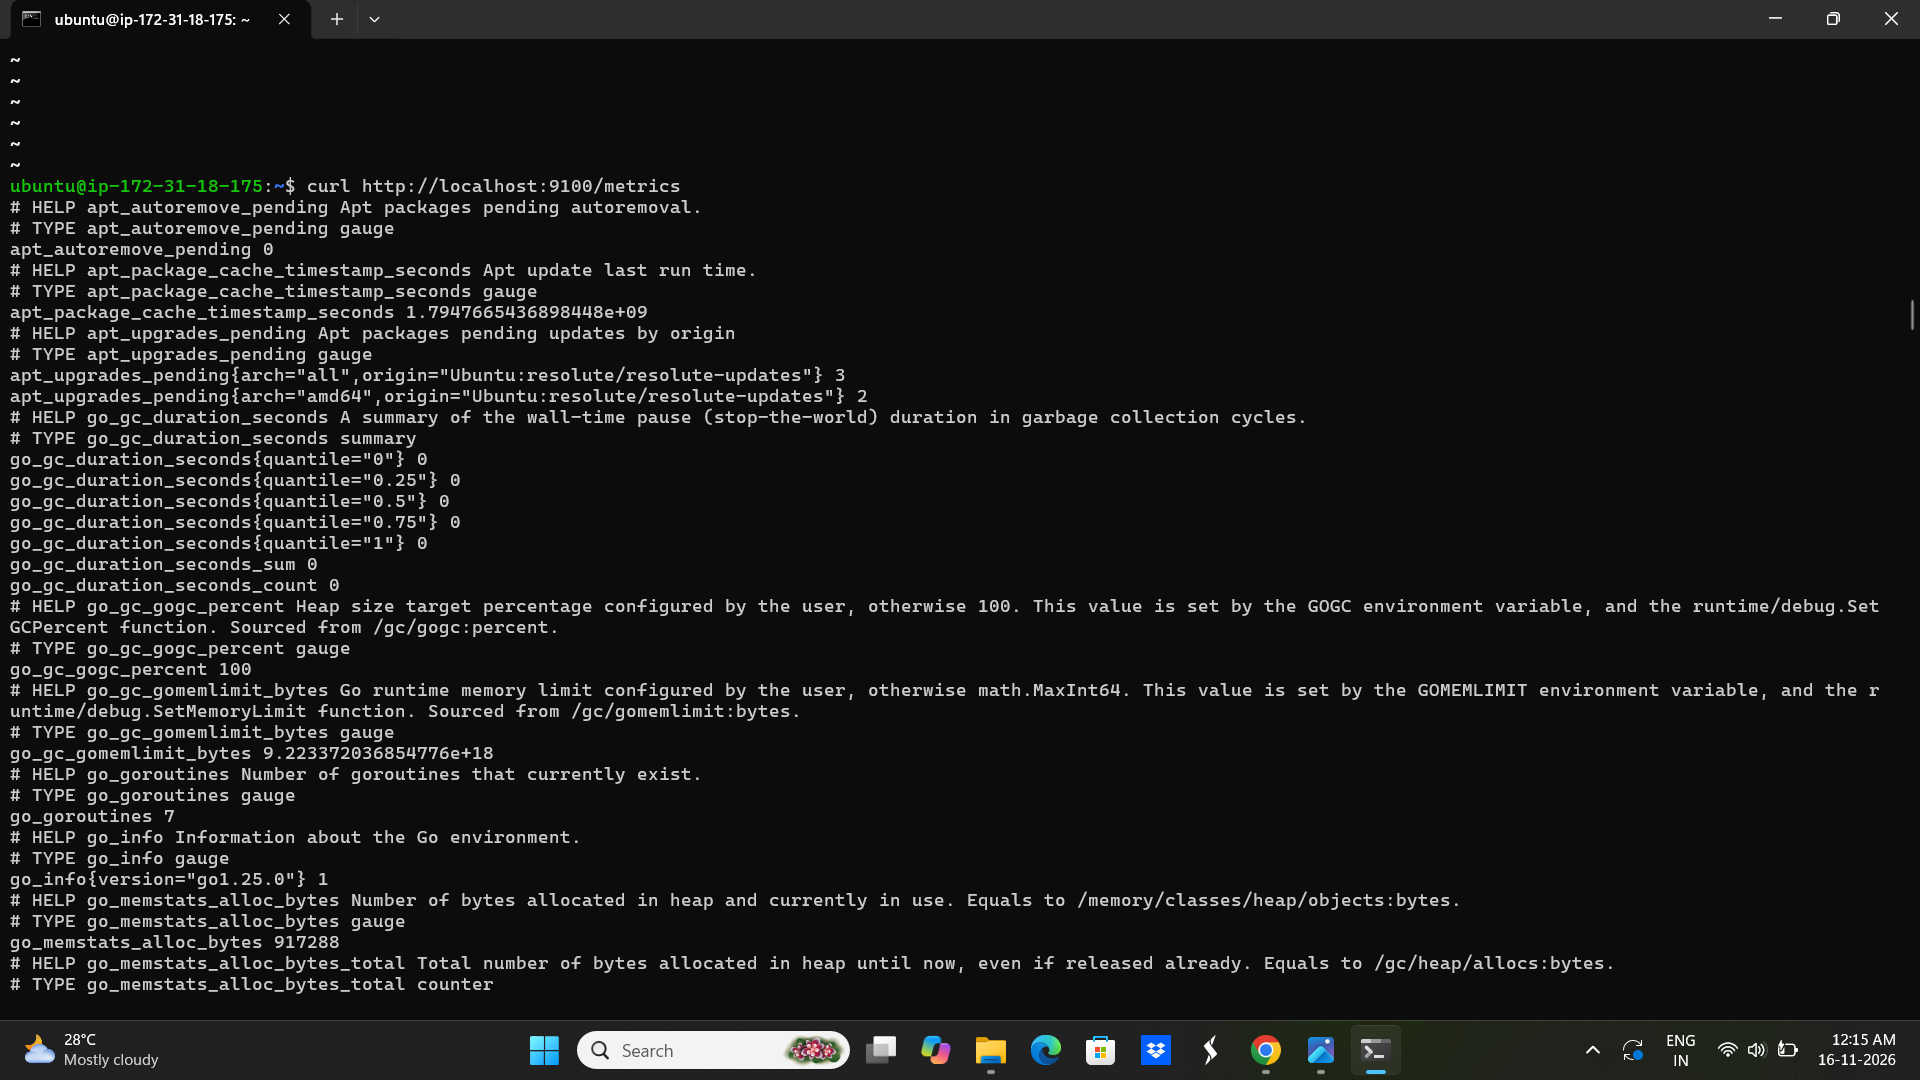 ubuntu@ip-172-31-18-175: ~
~
~
~
~
~
~
ubuntu@ip-172-31-18-175:~$ curl http://localhost:9100/metrics
# HELP apt_autoremove_pending Apt packages pending autoremoval.
# TYPE apt_autoremove_pending gauge
apt_autoremove_pending 0
# HELP apt_package_cache_timestamp_seconds Apt update last run time.
# TYPE apt_package_cache_timestamp_seconds gauge
apt_package_cache_timestamp_seconds 1.7947665436898448e+09
# HELP apt_upgrades_pending Apt packages pending updates by origin
# TYPE apt_upgrades_pending gauge
apt_upgrades_pending{arch="all",origin="Ubuntu:resolute/resolute-updates"} 3
apt_upgrades_pending{arch="amd64",origin="Ubuntu:resolute/resolute-updates"} 2
# HELP go_gc_duration_seconds A summary of the wall-time pause (stop-the-world) duration in garbage collection cycles.
# TYPE go_gc_duration_seconds summary
go_gc_duration_seconds{quantile="0"} 0
go_gc_duration_seconds{quantile="0.25"} 0
go_gc_duration_seconds{quantile="0.5"} 0
go_gc_duration_seconds{quantile="0.75"} 0
go_gc_duration_seconds{quantile="1"} 0
go_gc_duration_seconds_sum 0
go_gc_duration_seconds_count 0
# HELP go_gc_gogc_percent Heap size target percentage configured by the user, otherwise 100. This value is set by the GOGC environment variable, and the runtime/debug.Set
GCPercent function. Sourced from /gc/gogc:percent.
# TYPE go_gc_gogc_percent gauge
go_gc_gogc_percent 100
# HELP go_gc_gomemlimit_bytes Go runtime memory limit configured by the user, otherwise math.MaxInt64. This value is set by the GOMEMLIMIT environment variable, and the r
untime/debug.SetMemoryLimit function. Sourced from /gc/gomemlimit:bytes.
# TYPE go_gc_gomemlimit_bytes gauge
go_gc_gomemlimit_bytes 9.223372036854776e+18
# HELP go_goroutines Number of goroutines that currently exist.
# TYPE go_goroutines gauge
go_goroutines 7
# HELP go_info Information about the Go environment.
# TYPE go_info gauge
go_info{version="go1.25.0"} 1
# HELP go_memstats_alloc_bytes Number of bytes allocated in heap and currently in use. Equals to /memory/classes/heap/objects:bytes.
# TYPE go_memstats_alloc_bytes gauge
go_memstats_alloc_bytes 917288
# HELP go_memstats_alloc_bytes_total Total number of bytes allocated in heap until now, even if released already. Equals to /gc/heap/allocs:bytes.
# TYPE go_memstats_alloc_bytes_total counter
28°C
Mostly cloudy
Search
ENG
IN
12:15 AM
16-11-2026